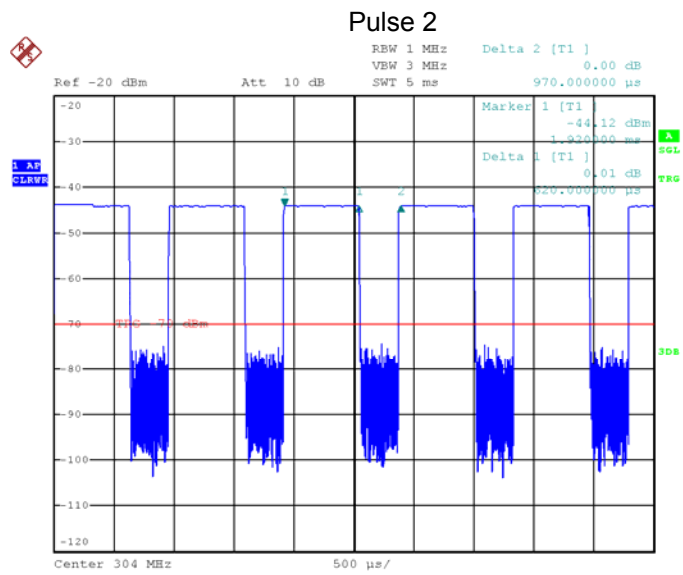 Pulse 2
RBW 1 MHz Delta 2 [T1 ]
VBW 3 MHz 0.00 dB
Ref -20 dBm Att 10 dB SWT 5 ms 970.000000 µs
-20 Marker 1 [T1 ]
-44.12 dBm
-30 1.920000 ms A
SGL
Delta 1 [T1 ]
1 AP 0.01 dB
CLRWR 620.000000 µs TRG
-40 1 1 2
-50
-60
-70 TRG -70 dBm
3DB
-80
-90
-100
-110
-120
Center 304 MHz 500 µs/